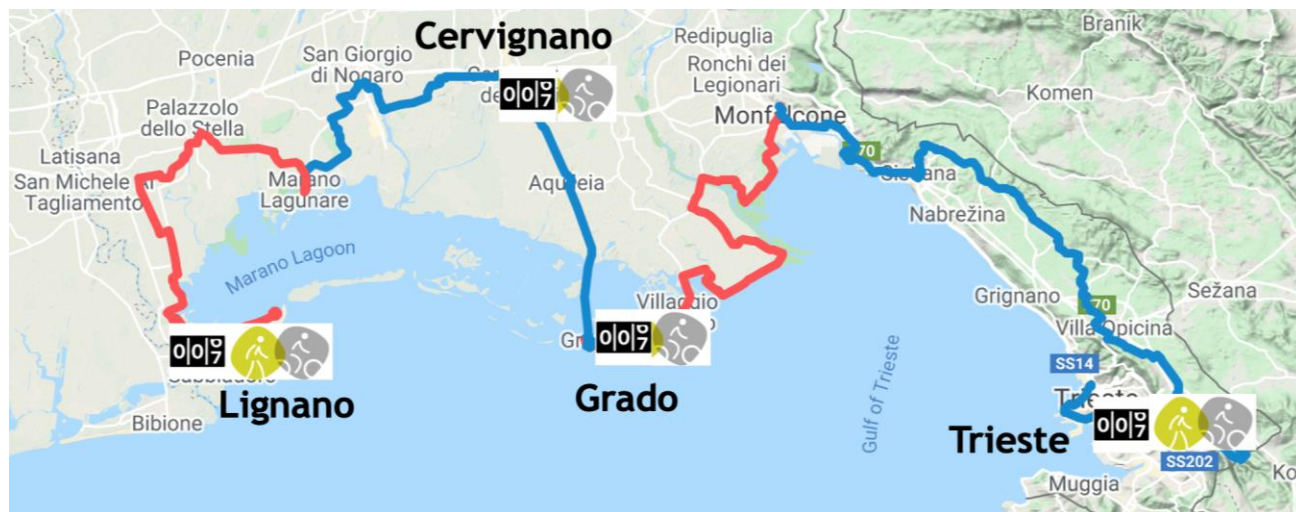 Branik
Cervignano
Redipuglia
San Giorgio
di Nogaro
Pocenia
Ronchi dei
Legionari
Komen
Palazzolo
dello Stella
Monfalcone
Latisana
San Michele Al
Tagliamento
Marano
Lagunare
Aquileia
Nabrežina
Marano Lagoon
Grignano
Sežana
Villaggio
Villa Opicina
SS14
Trieste
Gulf of Trieste
Lignano
Grado
Bibione
Trieste
SS202
Muggia